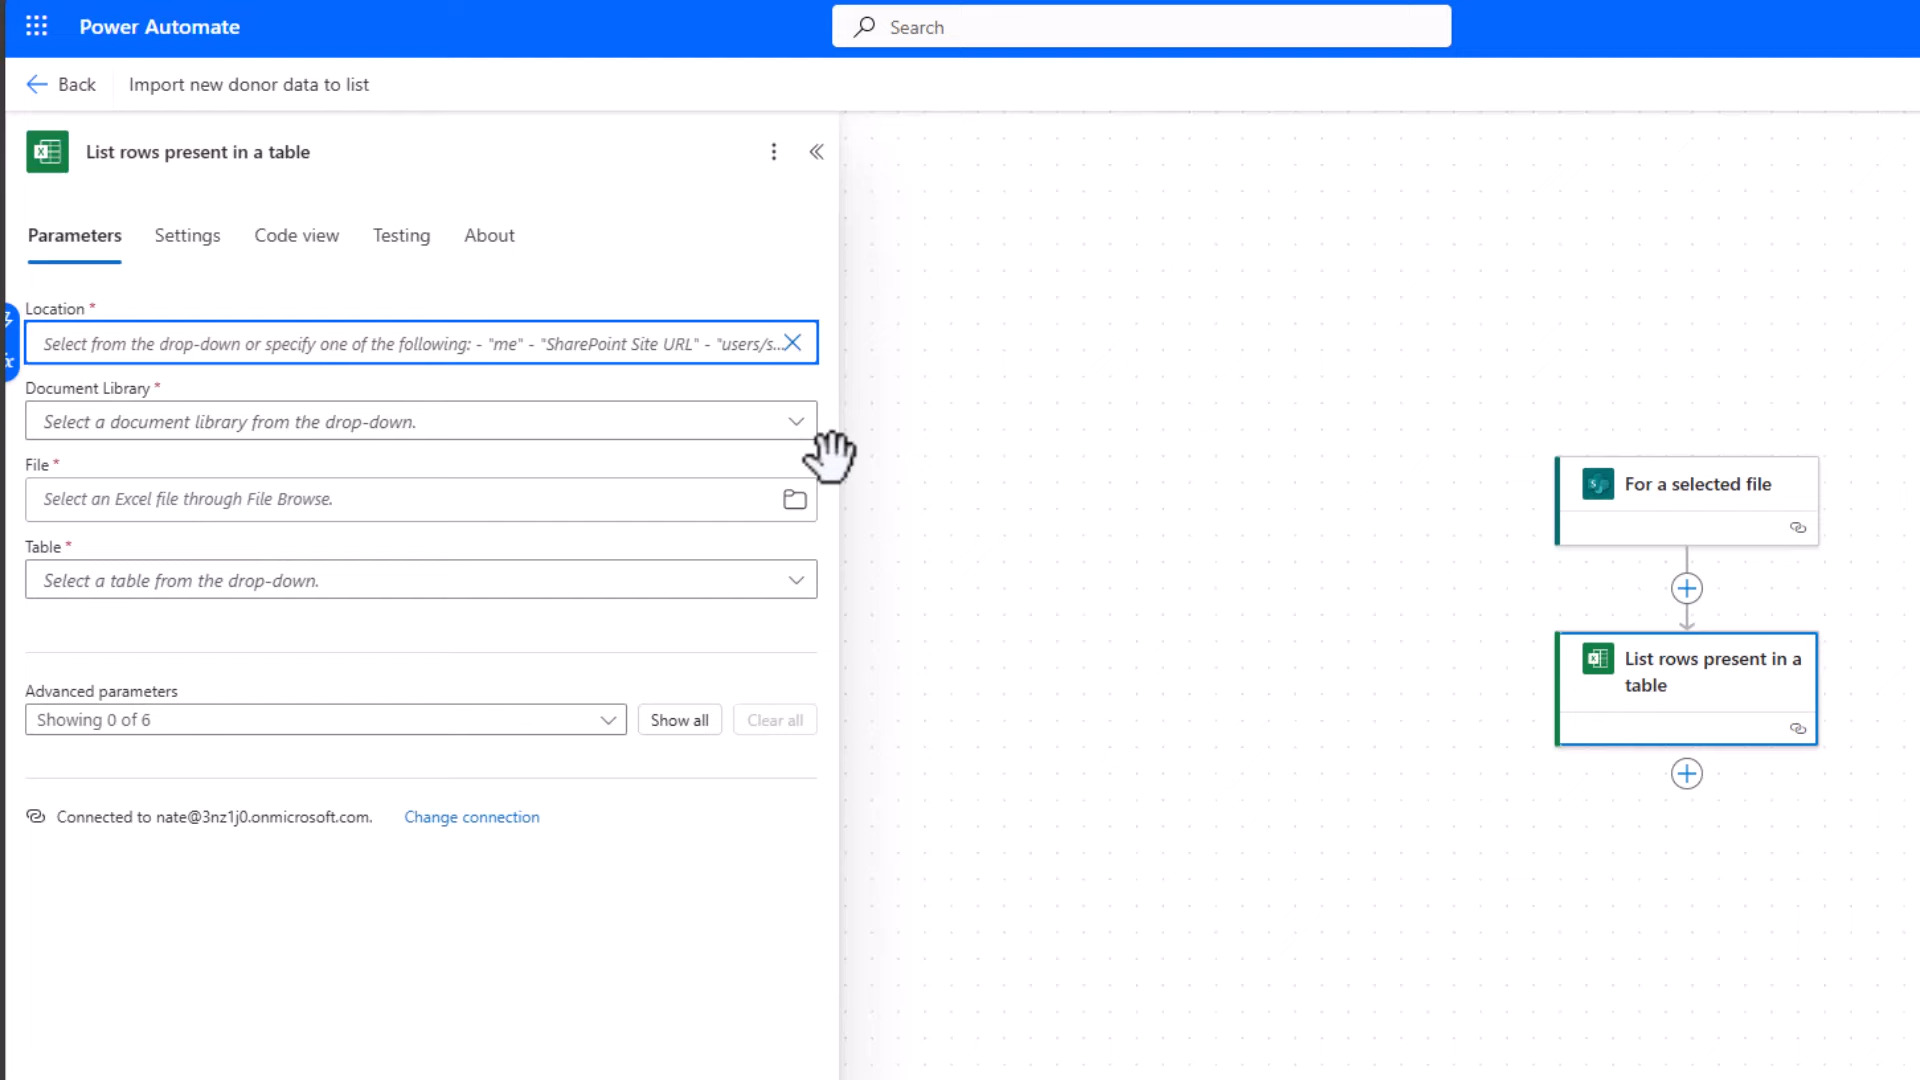 Power Automate
Search
Back
Import new donor data to list
List rows present in a table
Parameters
Settings
Code view
Testing
About
Location *
Select from the drop-down or specify one of the following: - "me" - "SharePoint Site URL" - "users/s...
Document Library *
Select a document library from the drop-down.
File *
Select an Excel file through File Browse.
Table *
Select a table from the drop-down.
Advanced parameters
Showing 0 of 6
Show all
Clear all
Connected to nate@3nz1j0.onmicrosoft.com.
Change connection
For a selected file
List rows present in a
table